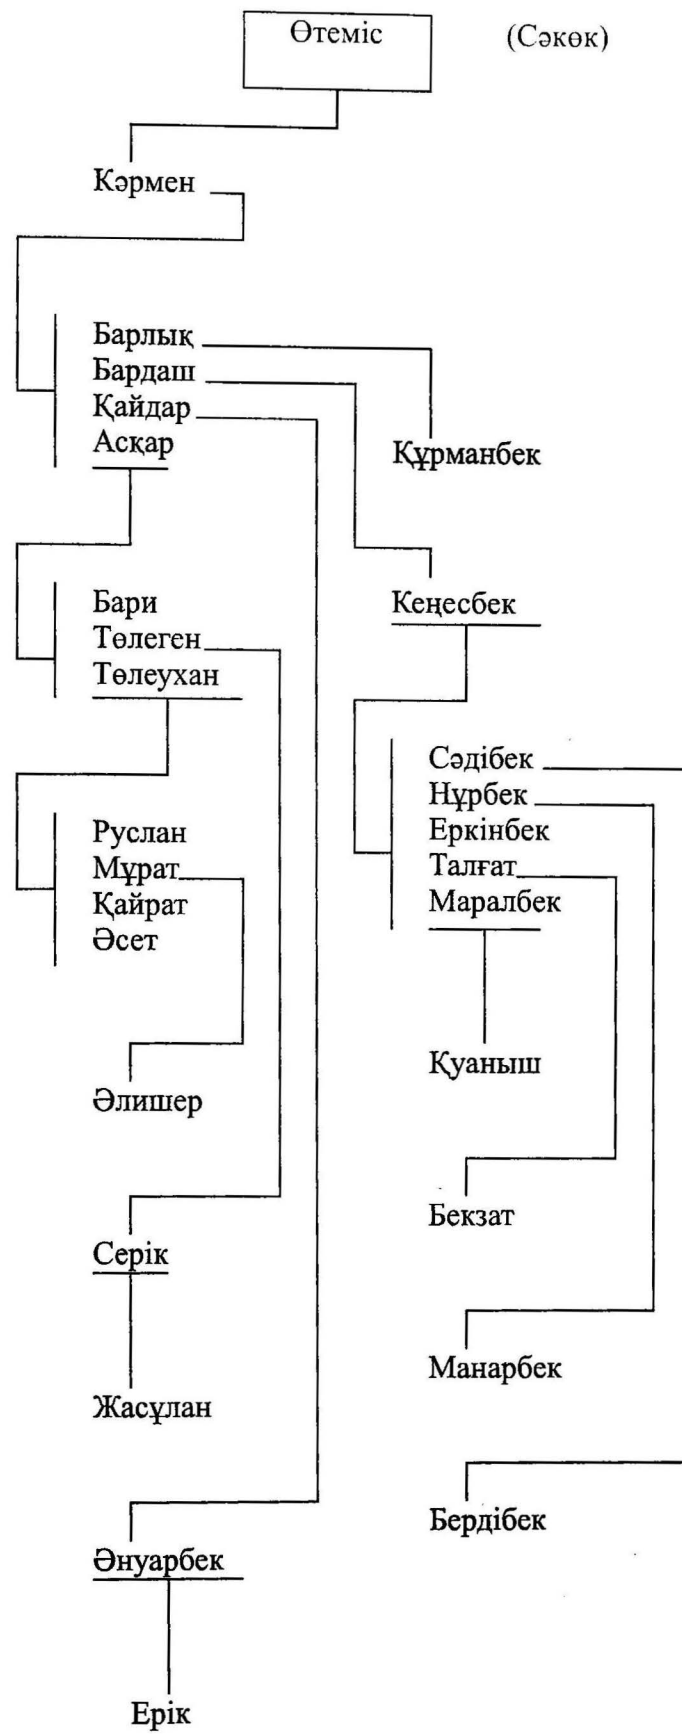 Өтеміс (Сәкөк)
Кәрмен
Барлық
Бардаш
Қайдар
Асқар
Құрманбек
Бари
Төлеген
Төлеухан
Кеңесбек
Руслан
Мұрат
Қайрат
Әсет
Сәдібек
Нұрбек
Еркінбек
Талғат
Маралбек
Әлишер
Қуаныш
Серік
Бекзат
Жасұлан
Манарбек
Әнуарбек
Бердібек
Ерік